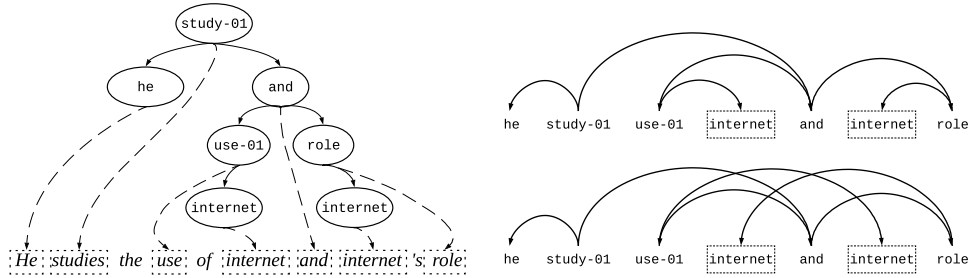 study-01
he
and
use-01
role
internet
internet
He studies the use of internet and internet 's role
he study-01 use-01 internet and internet role
he study-01 use-01 internet and internet role